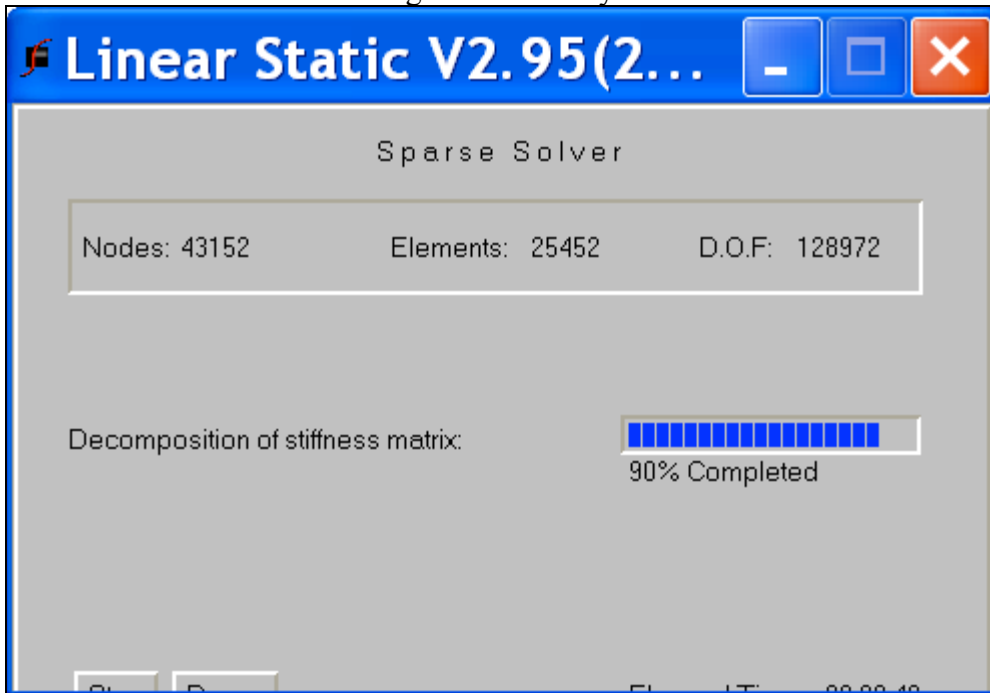 Linear Static V2.95(2...
Sparse Solver
Nodes: 43152 Elements: 25452 D.O.F: 128972
Decomposition of stiffness matrix:
90% Completed